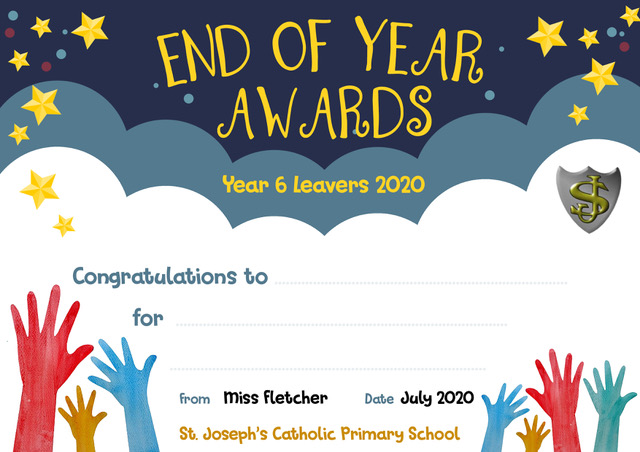 END OF YEAR
AWARDS
Year 6 Leavers 2020
SJ
Congratulations to
for
from Miss Fletcher Date July 2020
St. Joseph's Catholic Primary School